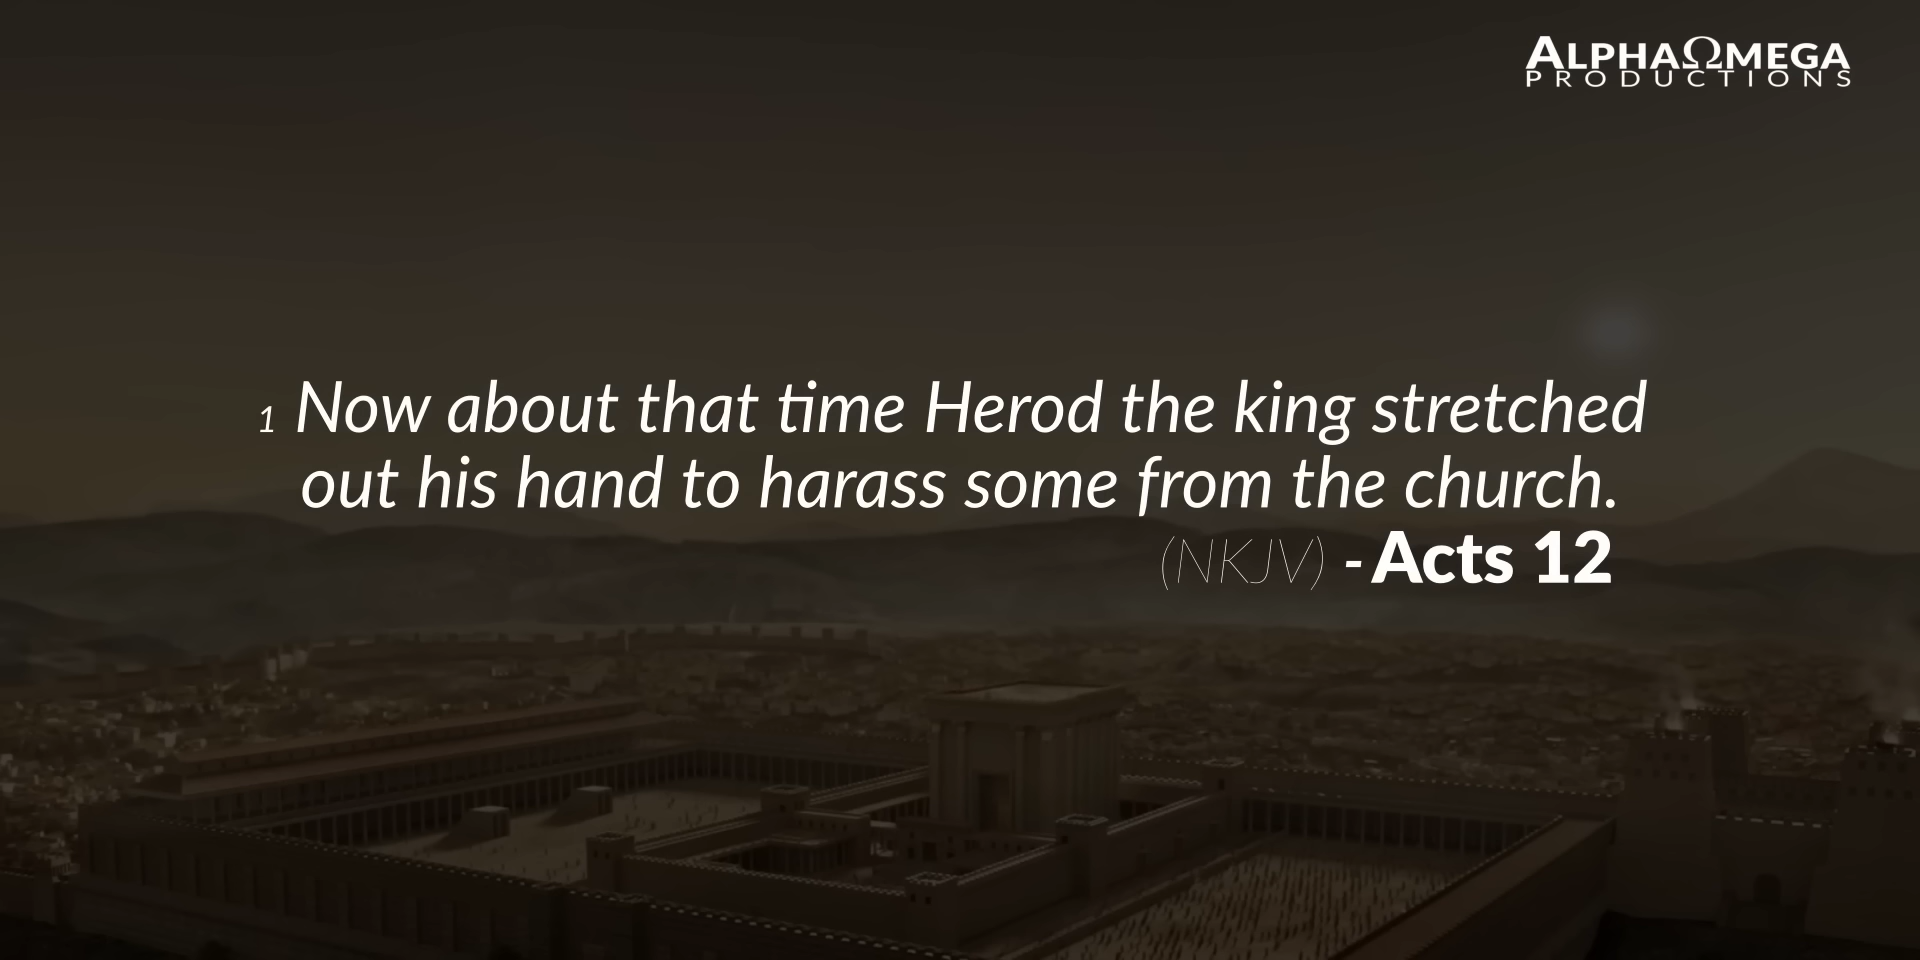 ALPHAΩMEGA
PRODUCTIONS
1 Now about that time Herod the king stretched
out his hand to harass some from the church.
(NKJV) - Acts 12